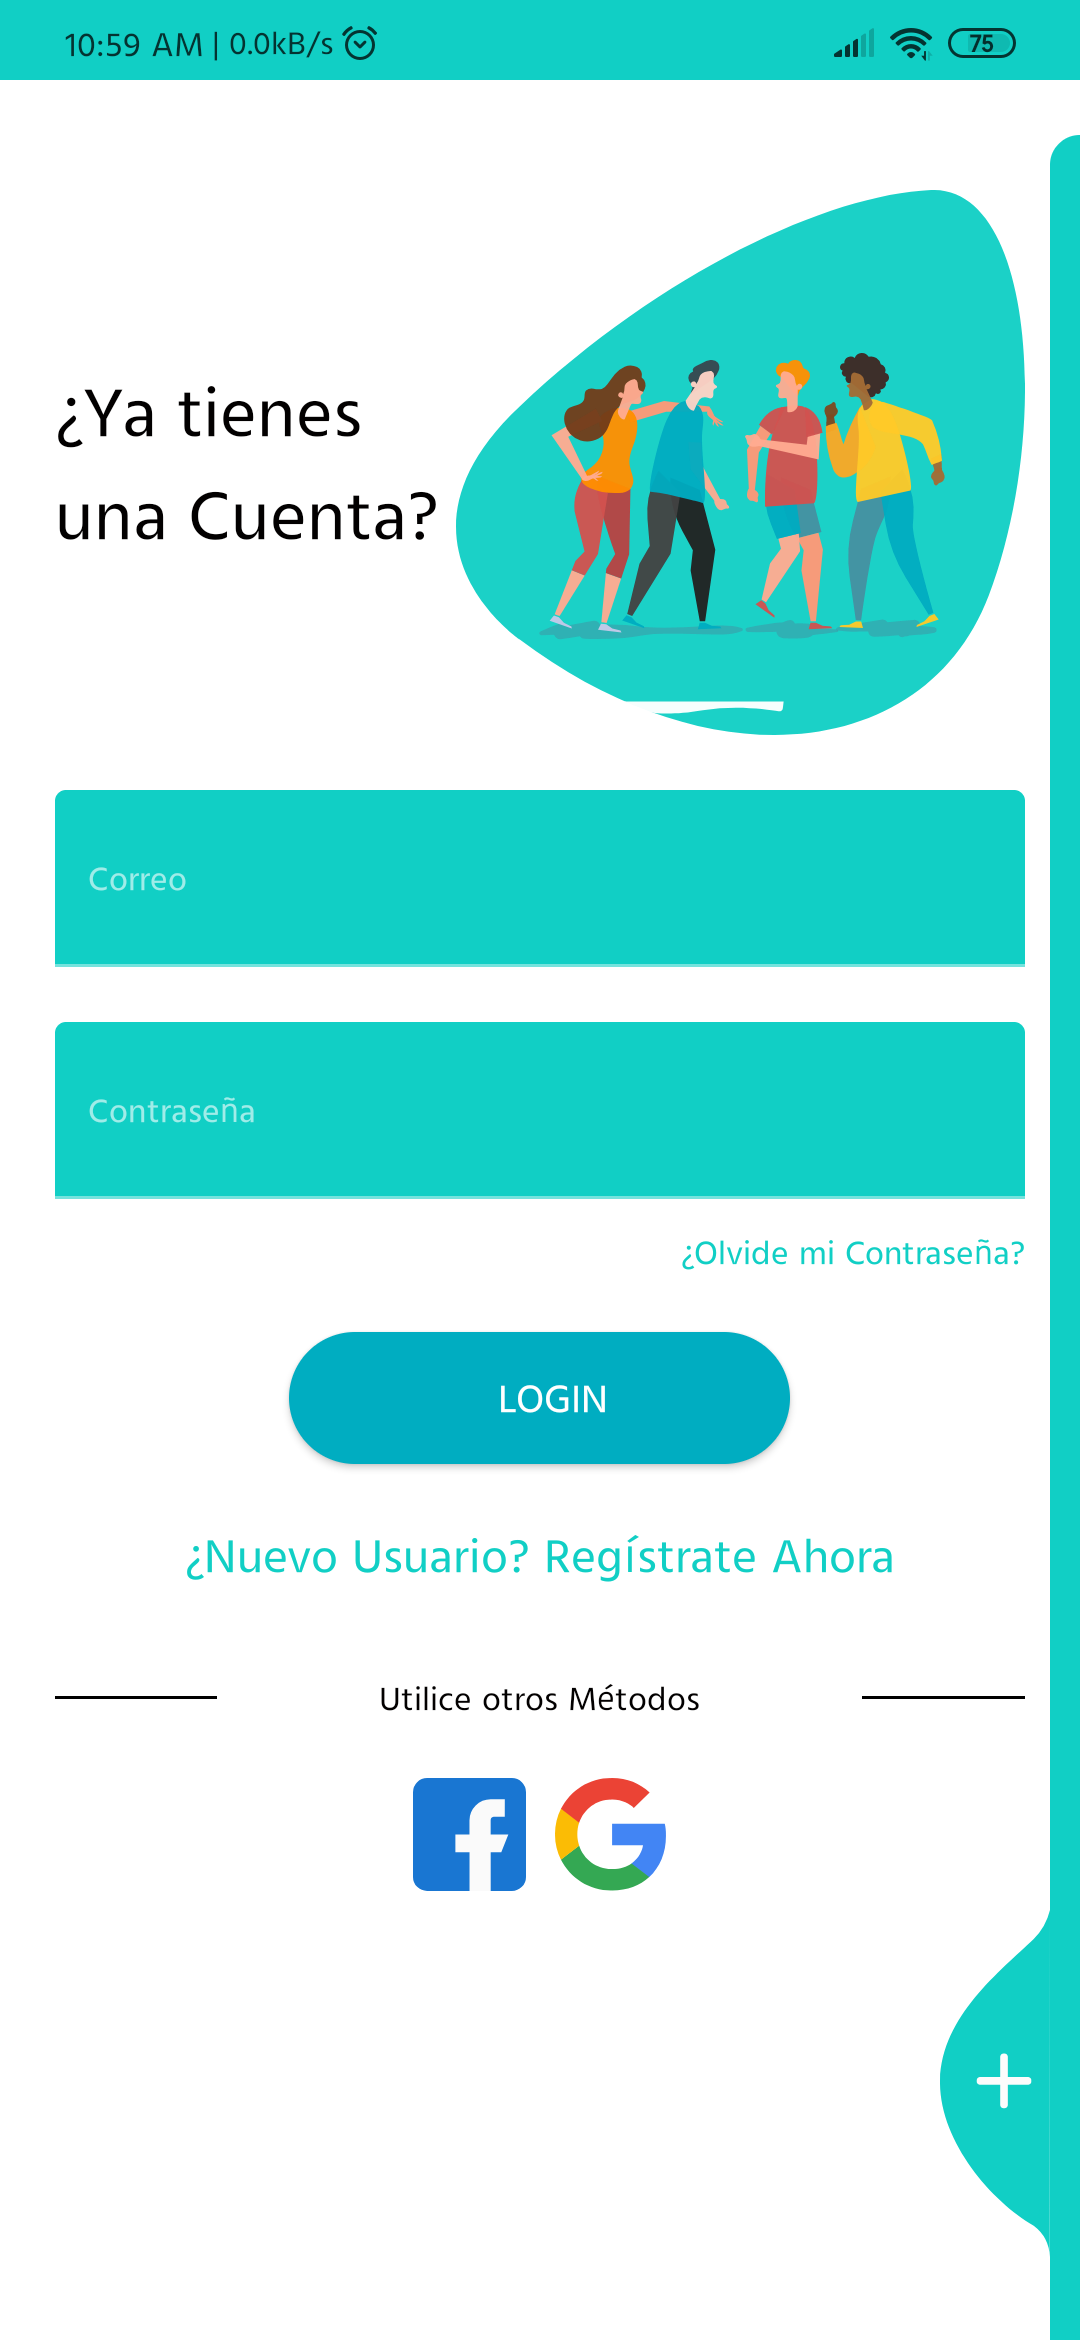 10:59 AM | 0.0kB/s
75
¿Ya tienes
una Cuenta?
Correo
Contraseña
¿Olvide mi Contraseña?
LOGIN
¿Nuevo Usuario? Regístrate Ahora
Utilice otros Métodos